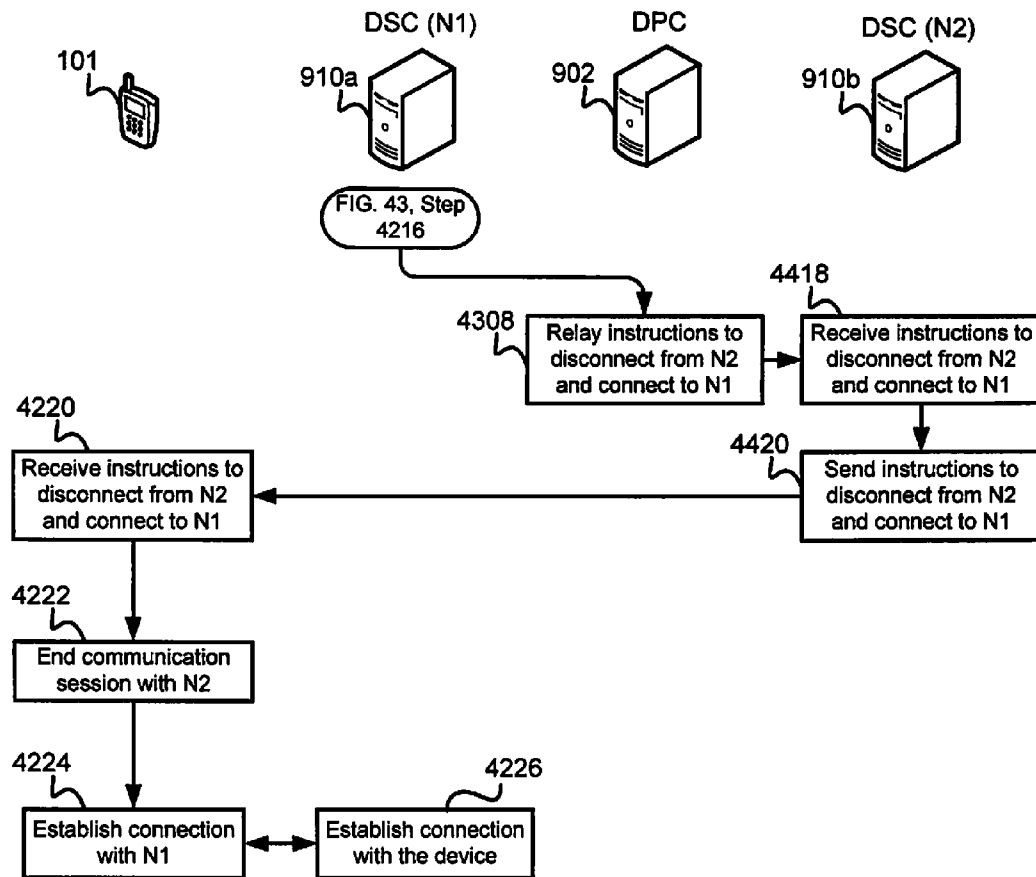 DSC (N1)
DPC
DSC (N2)
101
910a
902
910b
FIG. 43, Step
4216
4308
Relay instructions to
disconnect from N2
and connect to N1
4418
Receive instructions to
disconnect from N2
and connect to N1
4220
Receive instructions to
disconnect from N2
and connect to N1
4420
Send instructions to
disconnect from N2
and connect to N1
4222
End communication
session with N2
4224
Establish connection
with N1
4226
Establish connection
with the device